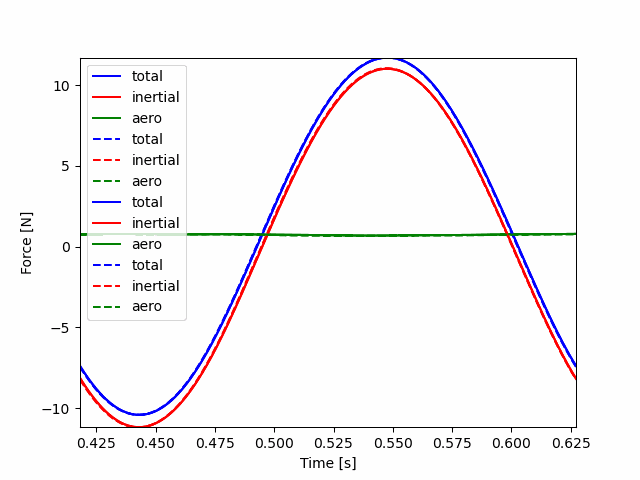 total
inertial
aero
total
inertial
aero
total
inertial
aero
total
inertial
aero
Force [N]
10
5
0
−5
−10
0.425 0.450 0.475 0.500 0.525 0.550 0.575 0.600 0.625
Time [s]